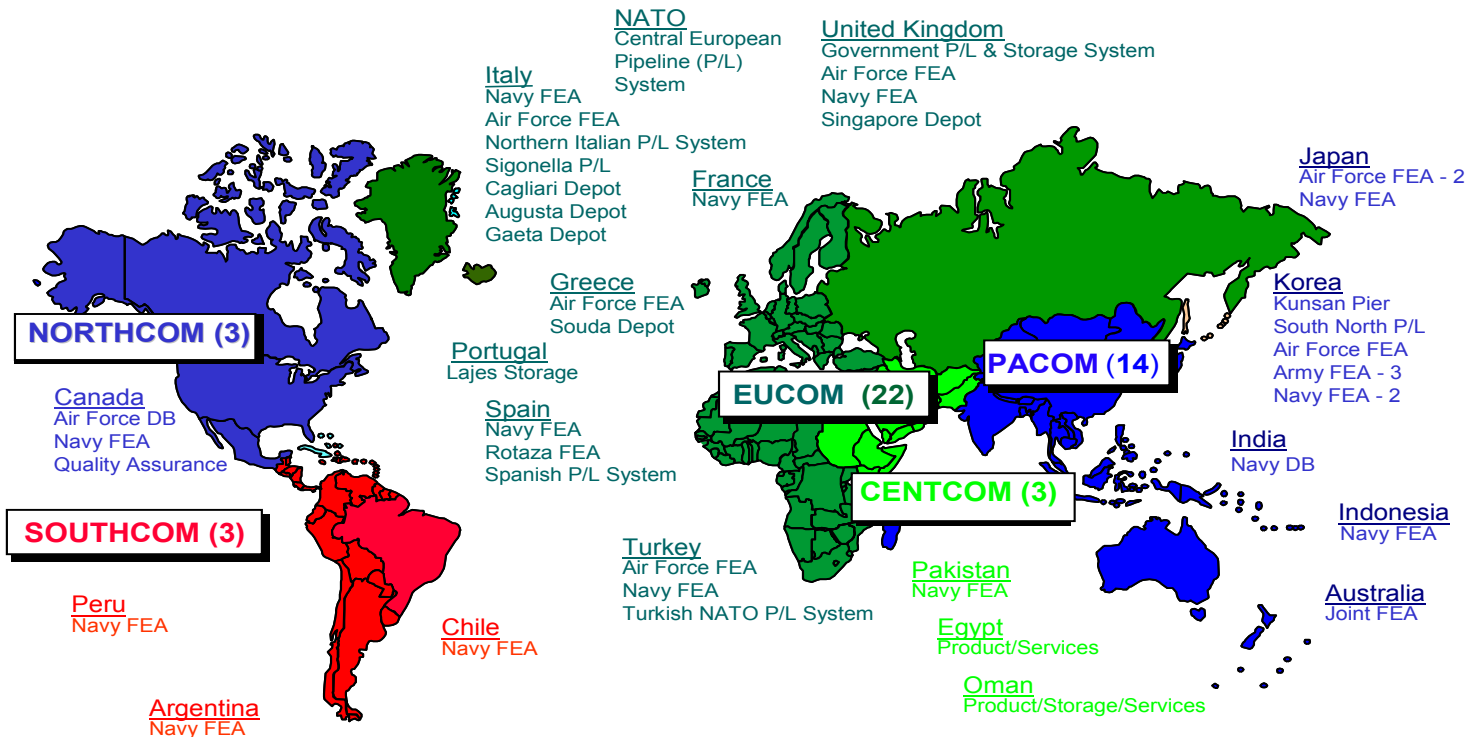 NATO
Central European
Pipeline (P/L)
System
United Kingdom
Government P/L & Storage System
Air Force FEA
Navy FEA
Singapore Depot
Italy
Navy FEA
Air Force FEA
Northern Italian P/L System
Sigonella P/L
Cagliari Depot
Augusta Depot
Gaeta Depot
France
Navy FEA
Japan
Air Force FEA - 2
Navy FEA
Greece
Air Force FEA
Souda Depot
Korea
Kunsan Pier
South North P/L
Air Force FEA
Army FEA - 3
Navy FEA - 2
NORTHCOM (3)
Portugal
Lajes Storage
PACOM (14)
EUCOM (22)
Canada
Air Force DB
Navy FEA
Quality Assurance
Spain
Navy FEA
Rotaza FEA
Spanish P/L System
India
Navy DB
CENTCOM (3)
SOUTHCOM (3)
Indonesia
Navy FEA
Turkey
Air Force FEA
Navy FEA
Turkish NATO P/L System
Pakistan
Navy FEA
Australia
Joint FEA
Peru
Navy FEA
Chile
Navy FEA
Egypt
Product/Services
Oman
Product/Storage/Services
Argentina
Navy FEA